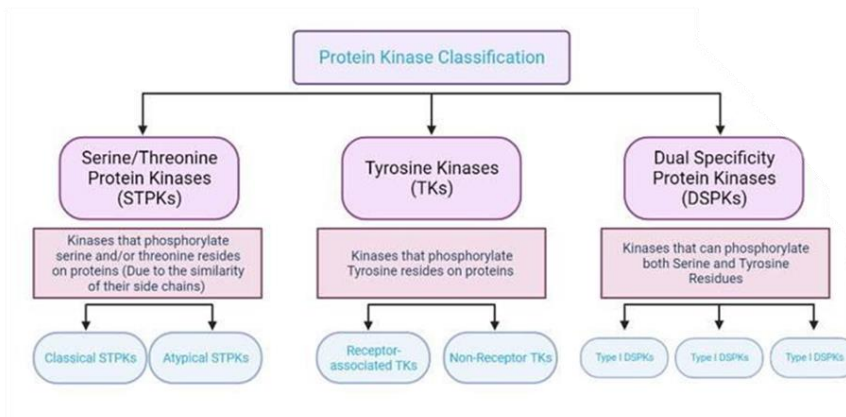 Protein Kinase Classification
Serine/Threonine
Protein Kinases
(STPKs)
Kinases that phosphorylate
serine and/or threonine resides
on proteins (Due to the similarity
of their side chains)
Classical STPKs
Atypical STPKs
Tyrosine Kinases
(TKs)
Kinases that phosphorylate
Tyrosine resides on proteins
Receptor-
associated TKs
Non-Receptor TKs
Dual Specificity
Protein Kinases
(DSPKs)
Kinases that can phosphorylate
both Serine and Tyrosine
Residues
Type I DSPKs
Type I DSPKs
Type I DSPKs